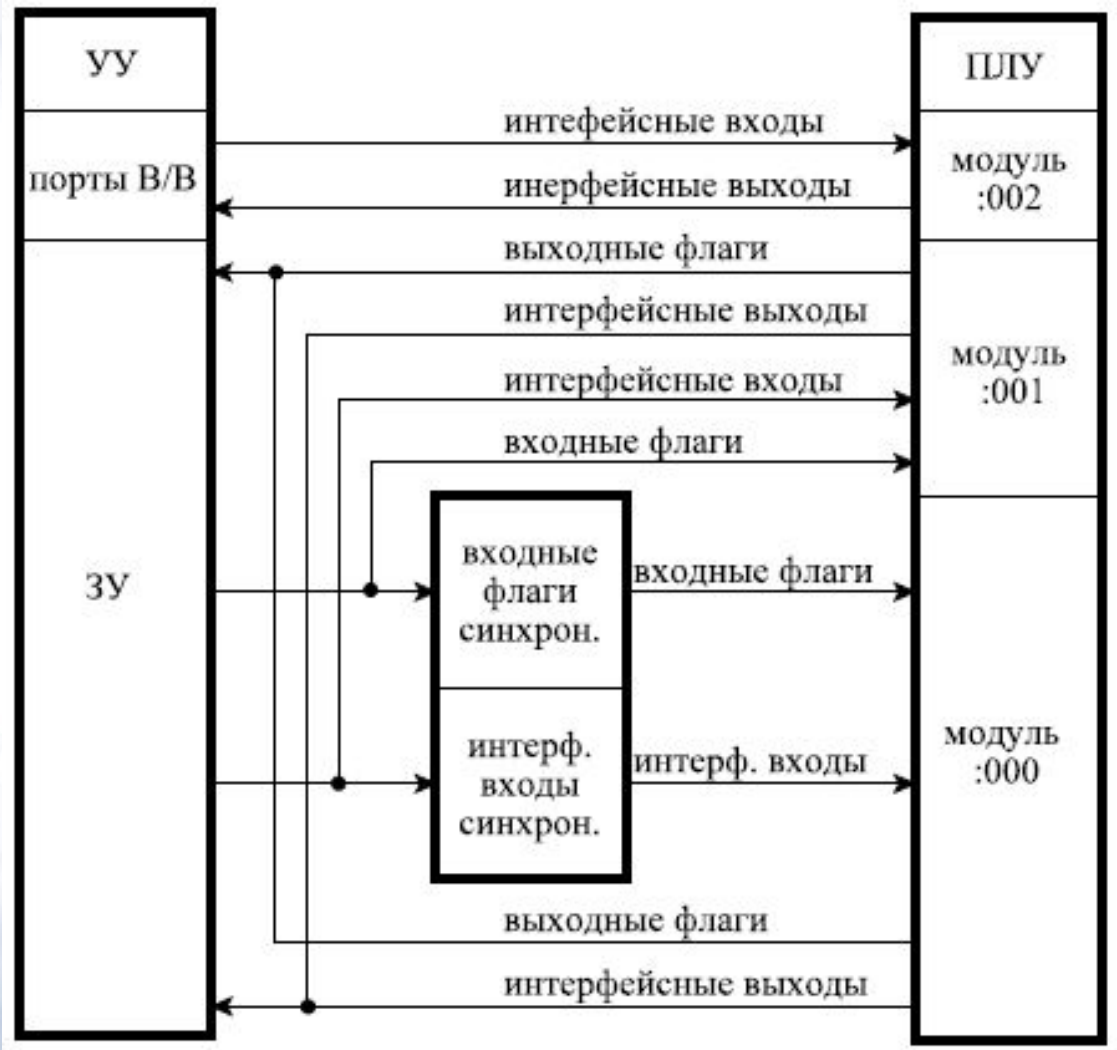 УУ
ПЛУ
интефейсные входы
порты В/В
модуль
:002
инерфейсные выходы
выходные флаги
интерфейсные выходы
модуль
:001
интерфейсные входы
входные флаги
ЗУ
входные
флаги
синхрон.
входные флаги
интерф.
входы
синхрон.
интерф. входы
модуль
:000
выходные флаги
интерфейсные выходы